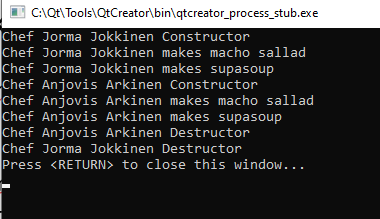 C:\Qt\Tools\QtCreator\bin\qtcreator_process_stub.exe
Chef Jorma Jokkinen Constructor
Chef Jorma Jokkinen makes macho sallad
Chef Jorma Jokkinen makes supasoup
Chef Anjovis Arkinen Constructor
Chef Anjovis Arkinen makes macho sallad
Chef Anjovis Arkinen makes supasoup
Chef Anjovis Arkinen Destructor
Chef Jorma Jokkinen Destructor
Press <RETURN> to close this window...